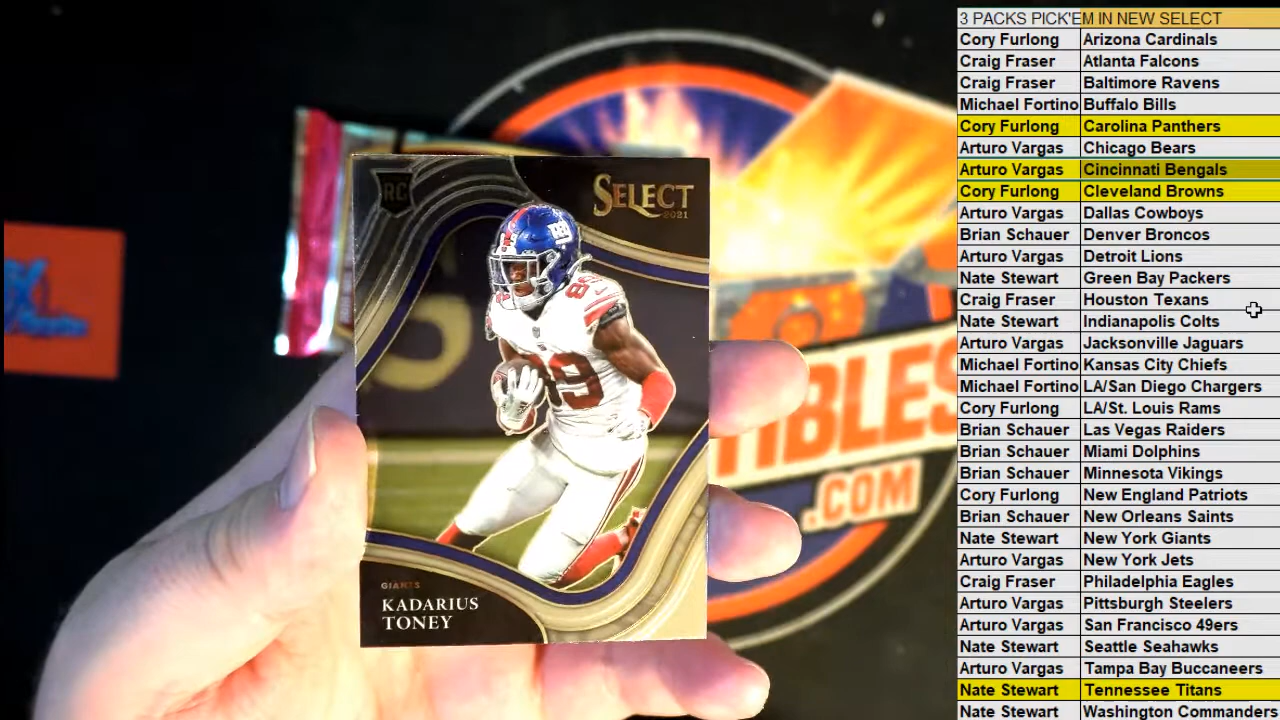 RC
SELECT
2021
89
GIANTS
KADARIUS
TONEY
TIBLES
.COM
3 PACKS PICK'EM IN NEW SELECT
Cory Furlong Arizona Cardinals
Craig Fraser Atlanta Falcons
Craig Fraser Baltimore Ravens
Michael Fortino Buffalo Bills
Cory Furlong Carolina Panthers
Arturo Vargas Chicago Bears
Arturo Vargas Cincinnati Bengals
Cory Furlong Cleveland Browns
Arturo Vargas Dallas Cowboys
Brian Schauer Denver Broncos
Arturo Vargas Detroit Lions
Nate Stewart Green Bay Packers
Craig Fraser Houston Texans
Nate Stewart Indianapolis Colts
Arturo Vargas Jacksonville Jaguars
Michael Fortino Kansas City Chiefs
Michael Fortino LA/San Diego Chargers
Cory Furlong LA/St. Louis Rams
Brian Schauer Las Vegas Raiders
Brian Schauer Miami Dolphins
Brian Schauer Minnesota Vikings
Cory Furlong New England Patriots
Brian Schauer New Orleans Saints
Nate Stewart New York Giants
Arturo Vargas New York Jets
Craig Fraser Philadelphia Eagles
Arturo Vargas Pittsburgh Steelers
Arturo Vargas San Francisco 49ers
Nate Stewart Seattle Seahawks
Arturo Vargas Tampa Bay Buccaneers
Nate Stewart Tennessee Titans
Nate Stewart Washington Commanders